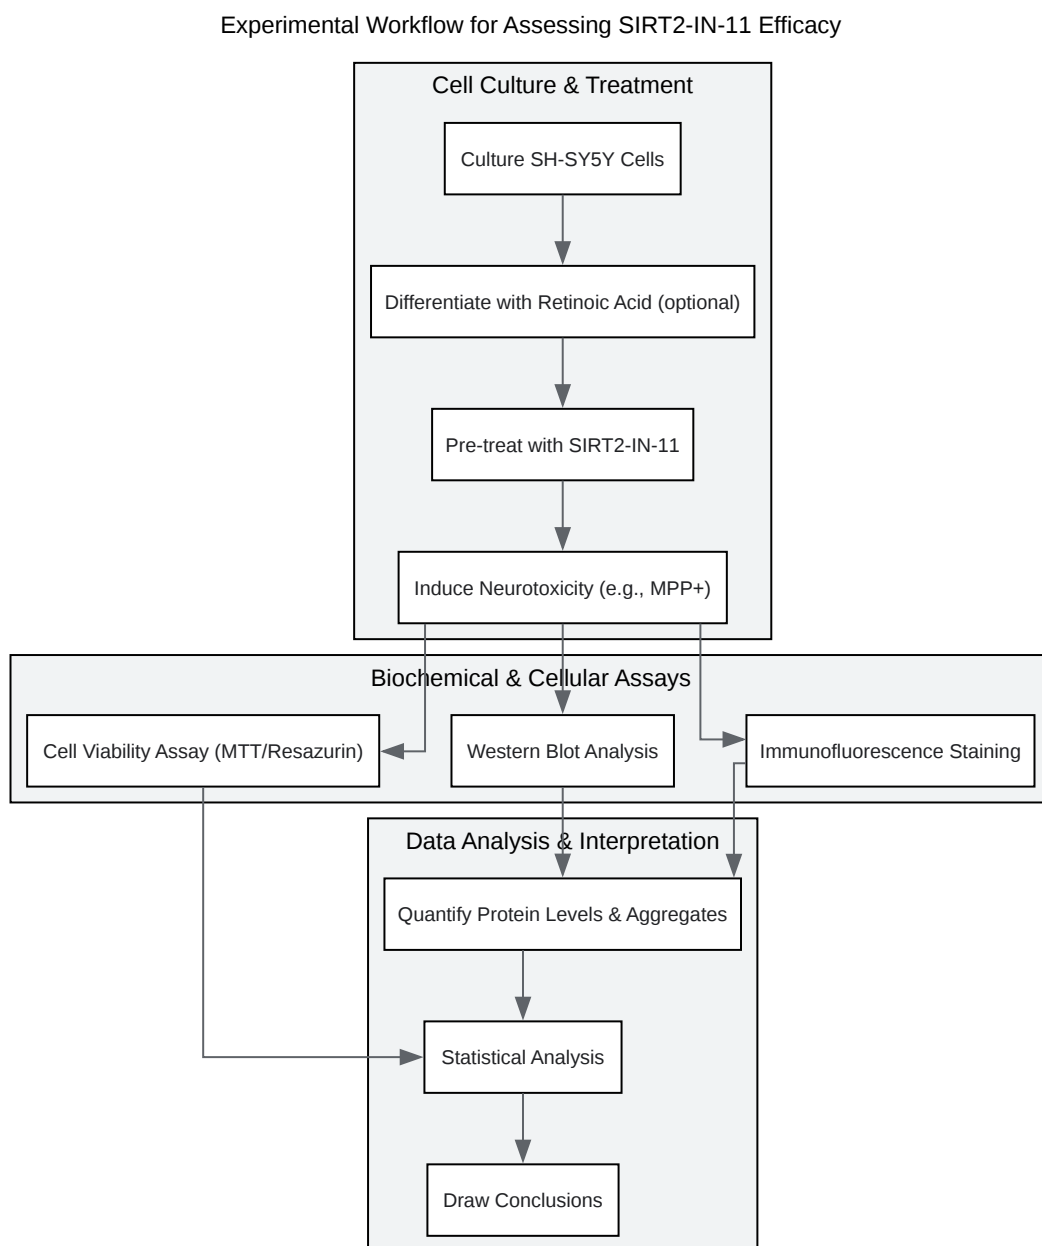 Experimental Workflow for Assessing SIRT2-IN-11 Efficacy
Cell Culture & Treatment
Culture SH-SY5Y Cells
Differentiate with Retinoic Acid (optional)
Pre-treat with SIRT2-IN-11
Induce Neurotoxicity (e.g., MPP+)
Biochemical & Cellular Assays
Cell Viability Assay (MTT/Resazurin)
Western Blot Analysis
Immunofluorescence Staining
Data Analysis & Interpretation
Quantify Protein Levels & Aggregates
Statistical Analysis
Draw Conclusions